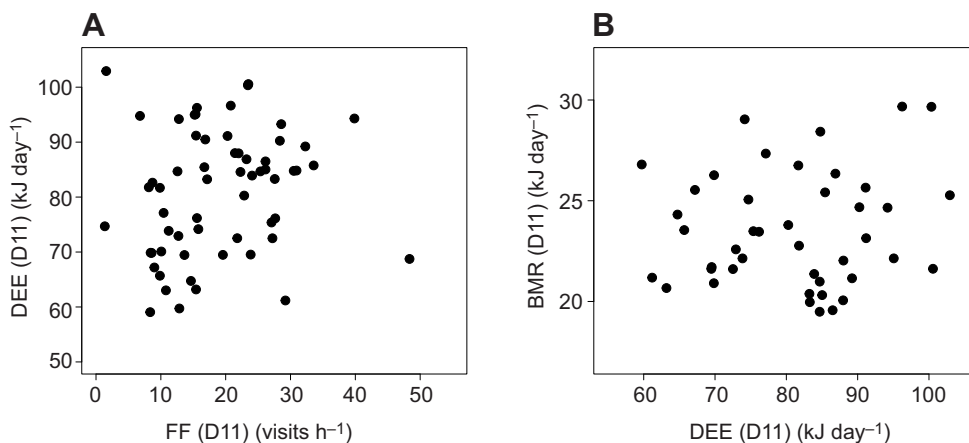 A
DEE (D11) (kJ day–1)
100
90
80
70
60
50
0 10 20 30 40 50
FF (D11) (visits h–1)
B
BMR (D11) (kJ day–1)
30
25
20
60 70 80 90 100
DEE (D11) (kJ day–1)